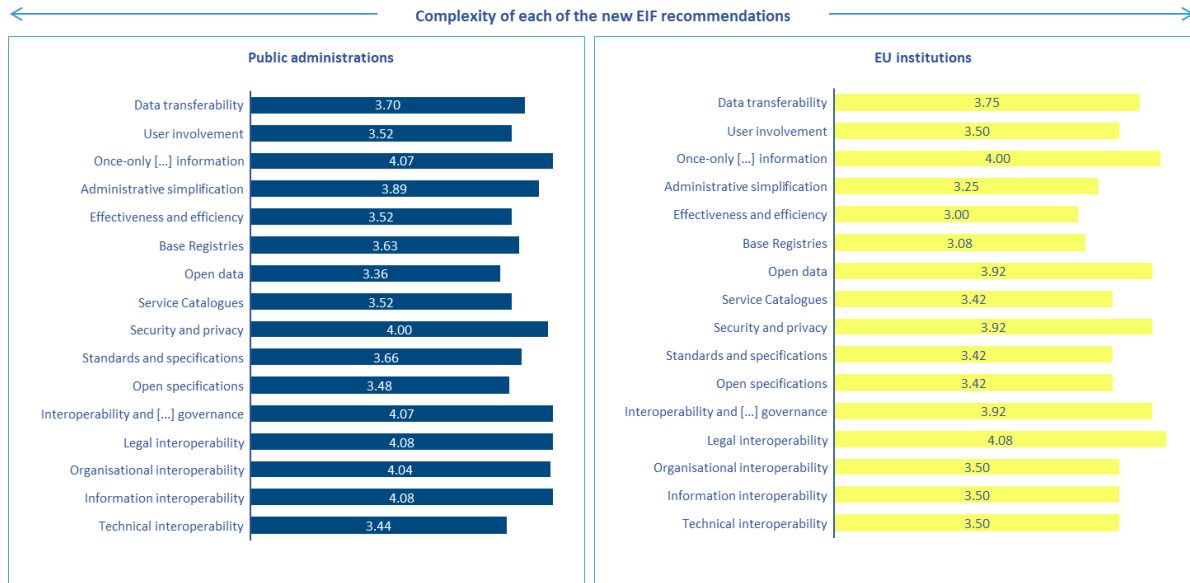 Complexity of each of the new EIF recommendations
Public administrations
Data transferability 3.70
User involvement 3.52
Once-only [...] information 4.07
Administrative simplification 3.89
Effectiveness and efficiency 3.52
Base Registries 3.63
Open data 3.36
Service Catalogues 3.52
Security and privacy 4.00
Standards and specifications 3.66
Open specifications 3.48
Interoperability and [...] governance 4.07
Legal interoperability 4.08
Organisational interoperability 4.04
Information interoperability 4.08
Technical interoperability 3.44
EU institutions
Data transferability 3.75
User involvement 3.50
Once-only [...] information 4.00
Administrative simplification 3.25
Effectiveness and efficiency 3.00
Base Registries 3.08
Open data 3.92
Service Catalogues 3.42
Security and privacy 3.92
Standards and specifications 3.42
Open specifications 3.42
Interoperability and [...] governance 3.92
Legal interoperability 4.08
Organisational interoperability 3.50
Information interoperability 3.50
Technical interoperability 3.50